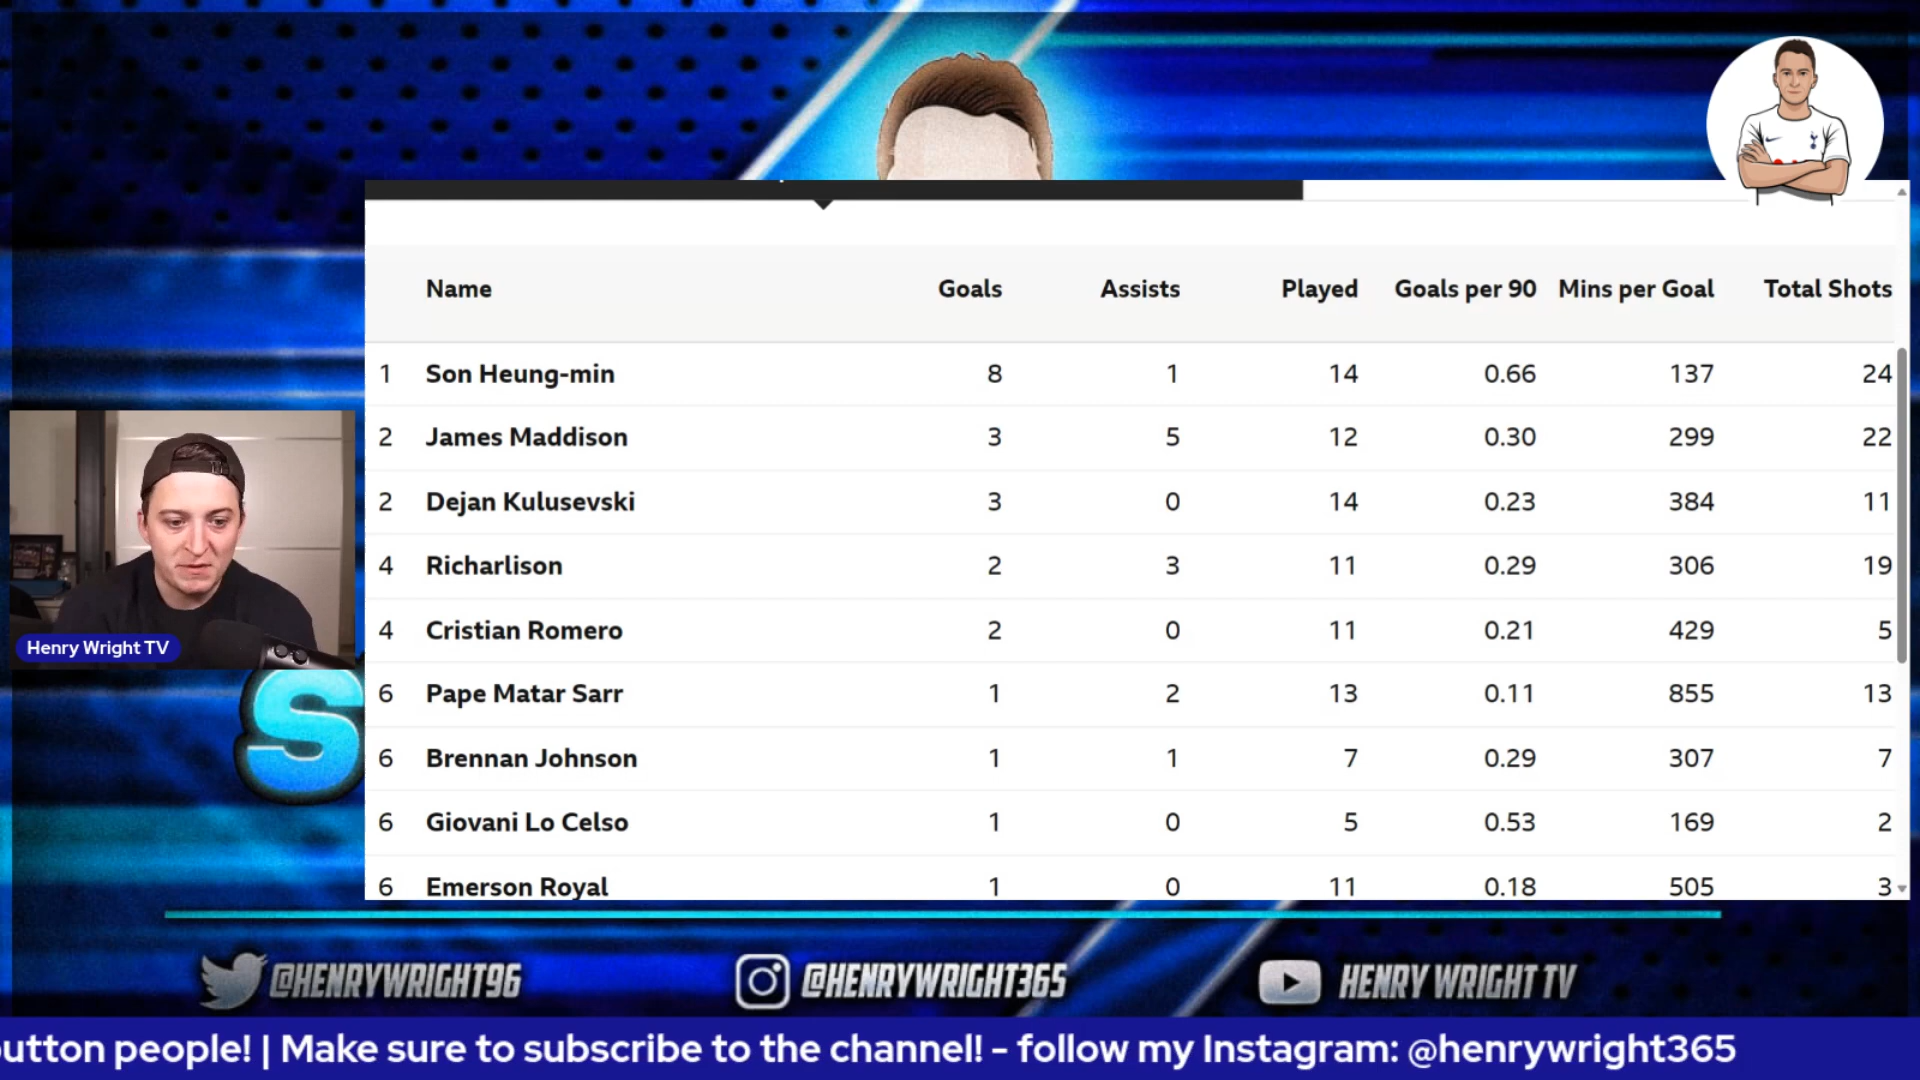 Name Goals Assists Played Goals per 90 Mins per Goal Total Shots
1 Son Heung-min 8 1 14 0.66 137 24
2 James Maddison 3 5 12 0.30 299 22
2 Dejan Kulusevski 3 0 14 0.23 384 11
4 Richarlison 2 3 11 0.29 306 19
4 Cristian Romero 2 0 11 0.21 429 5
6 Pape Matar Sarr 1 2 13 0.11 855 13
6 Brennan Johnson 1 1 7 0.29 307 7
6 Giovani Lo Celso 1 0 5 0.53 169 2
6 Emerson Royal 1 0 11 0.18 505 3
Henry Wright TV
S
@HENRYWRIGHT96 @HENRYWRIGHT365 HENRY WRIGHT TV
utton people! | Make sure to subscribe to the channel! - follow my Instagram: @henrywright365